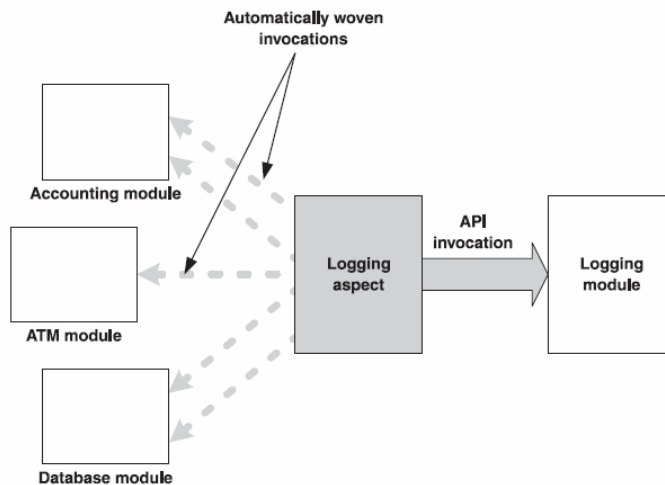 Automatically woven
invocations
Accounting module
ATM module
Database module
Logging
aspect
API
invocation
Logging
module